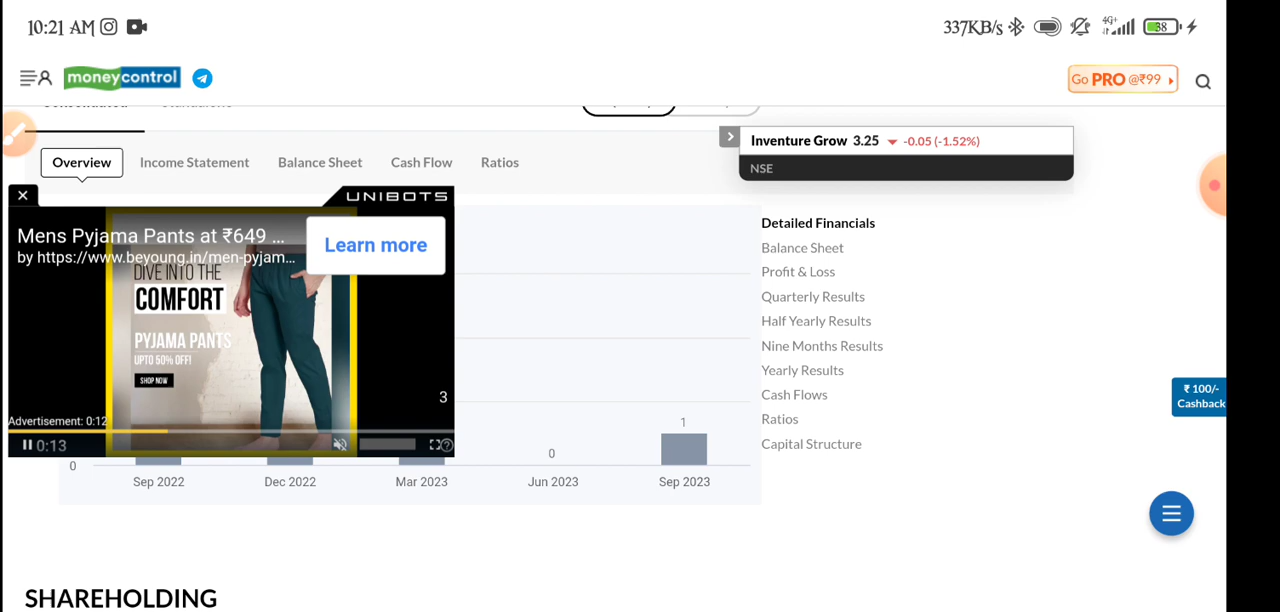 10:21 AM
337KB/s 4G+ 38
moneycontrol
Go PRO @₹99
Consolidated Standalone
Inventure Grow 3.25 -0.05 (-1.52%)
NSE
Overview Income Statement Balance Sheet Cash Flow Ratios
UNIBOTS
Mens Pyjama Pants at ₹649 ...
by https://www.beyoung.in/men-pyjam...
Learn more
DIVE INTO THE
COMFORT
PYJAMA PANTS
UPTO 50% OFF!
SHOP NOW
3
Advertisement: 0:12
0:13
Detailed Financials
Balance Sheet
Profit & Loss
Quarterly Results
Half Yearly Results
Nine Months Results
Yearly Results
Cash Flows
Ratios
Capital Structure
₹ 100/-
Cashback
0 0 1
Sep 2022 Dec 2022 Mar 2023 Jun 2023 Sep 2023
SHAREHOLDING